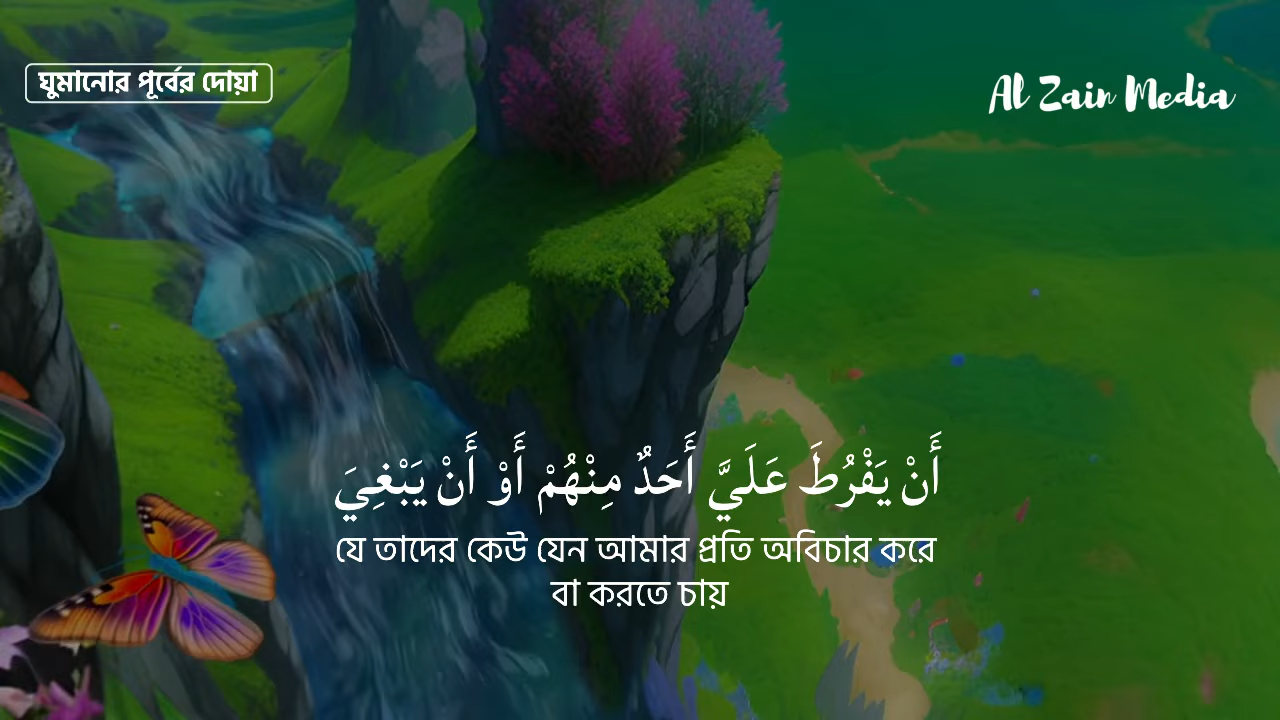 ঘুমানোর পূর্বের দোয়া
Al Zain Media
أَنْ يَفْرُطَ عَلَيَّ أَحَدٌ مِنْهُمْ أَوْ أَنْ يَبْغِيَ
যে তাদের কেউ যেন আমার প্রতি অবিচার করে
বা করতে চায়